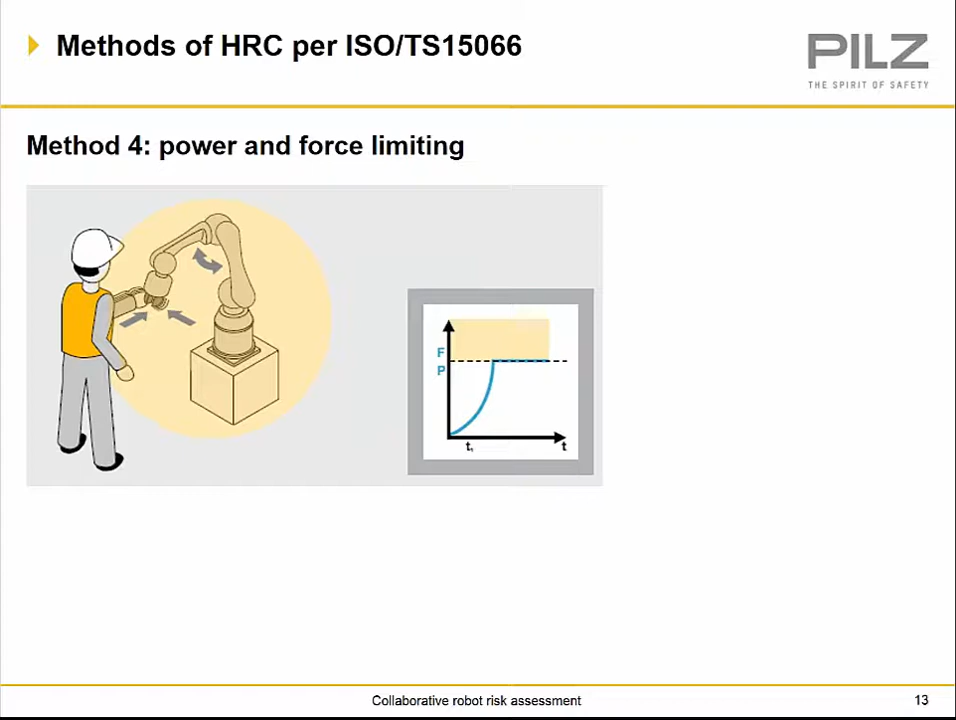 Methods of HRC per ISO/TS15066
PILZ
THE SPIRIT OF SAFETY
Method 4: power and force limiting
F
P
t₁
t
Collaborative robot risk assessment
13